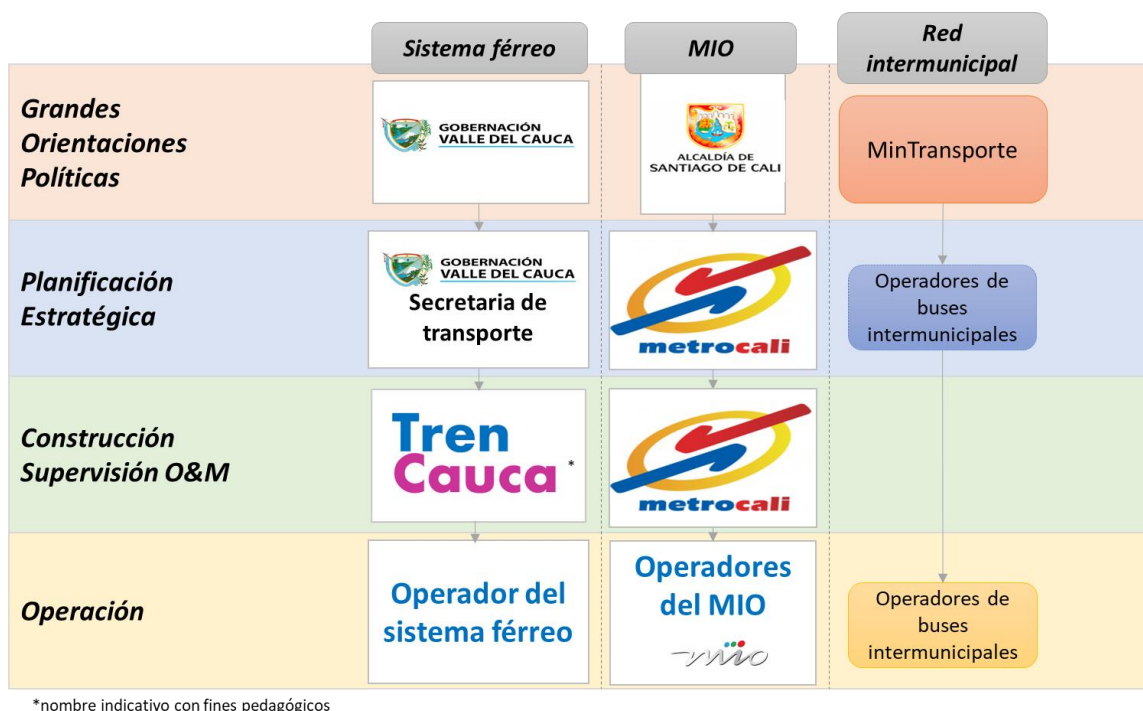 Sistema férreo
MIO
Red
intermunicipal
Grandes
Orientaciones
Políticas
GOBERNACIÓN
VALLE DEL CAUCA
ALCALDÍA DE
SANTIAGO DE CALI
MinTransporte
Planificación
Estratégica
GOBERNACIÓN
VALLE DEL CAUCA
Secretaria de
transporte
metrocali
Operadores de
buses
intermunicipales
Construcción
Supervisión O&M
Tren
Cauca *
metrocali
Operación
Operador del
sistema férreo
Operadores
del MIO
mio
Operadores de
buses
intermunicipales
*nombre indicativo con fines pedagógicos